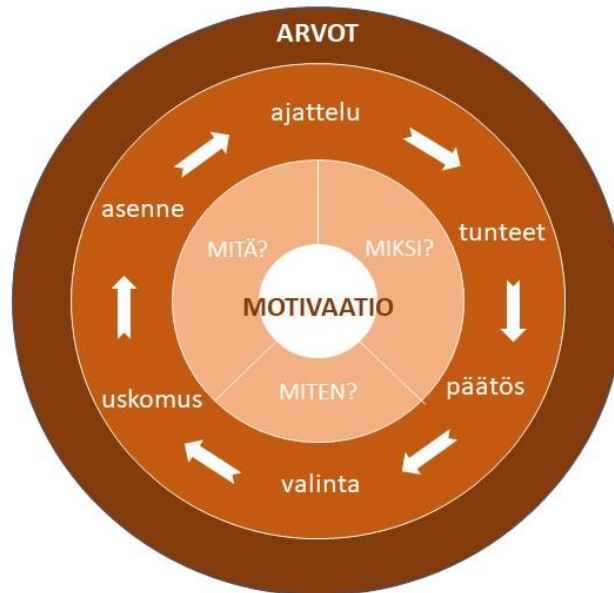 ARVOT
ajattelu
asenne
tunteet
MITÄ?
MIKSI?
MOTIVAATIO
MITEN?
uskomus
päätös
valinta